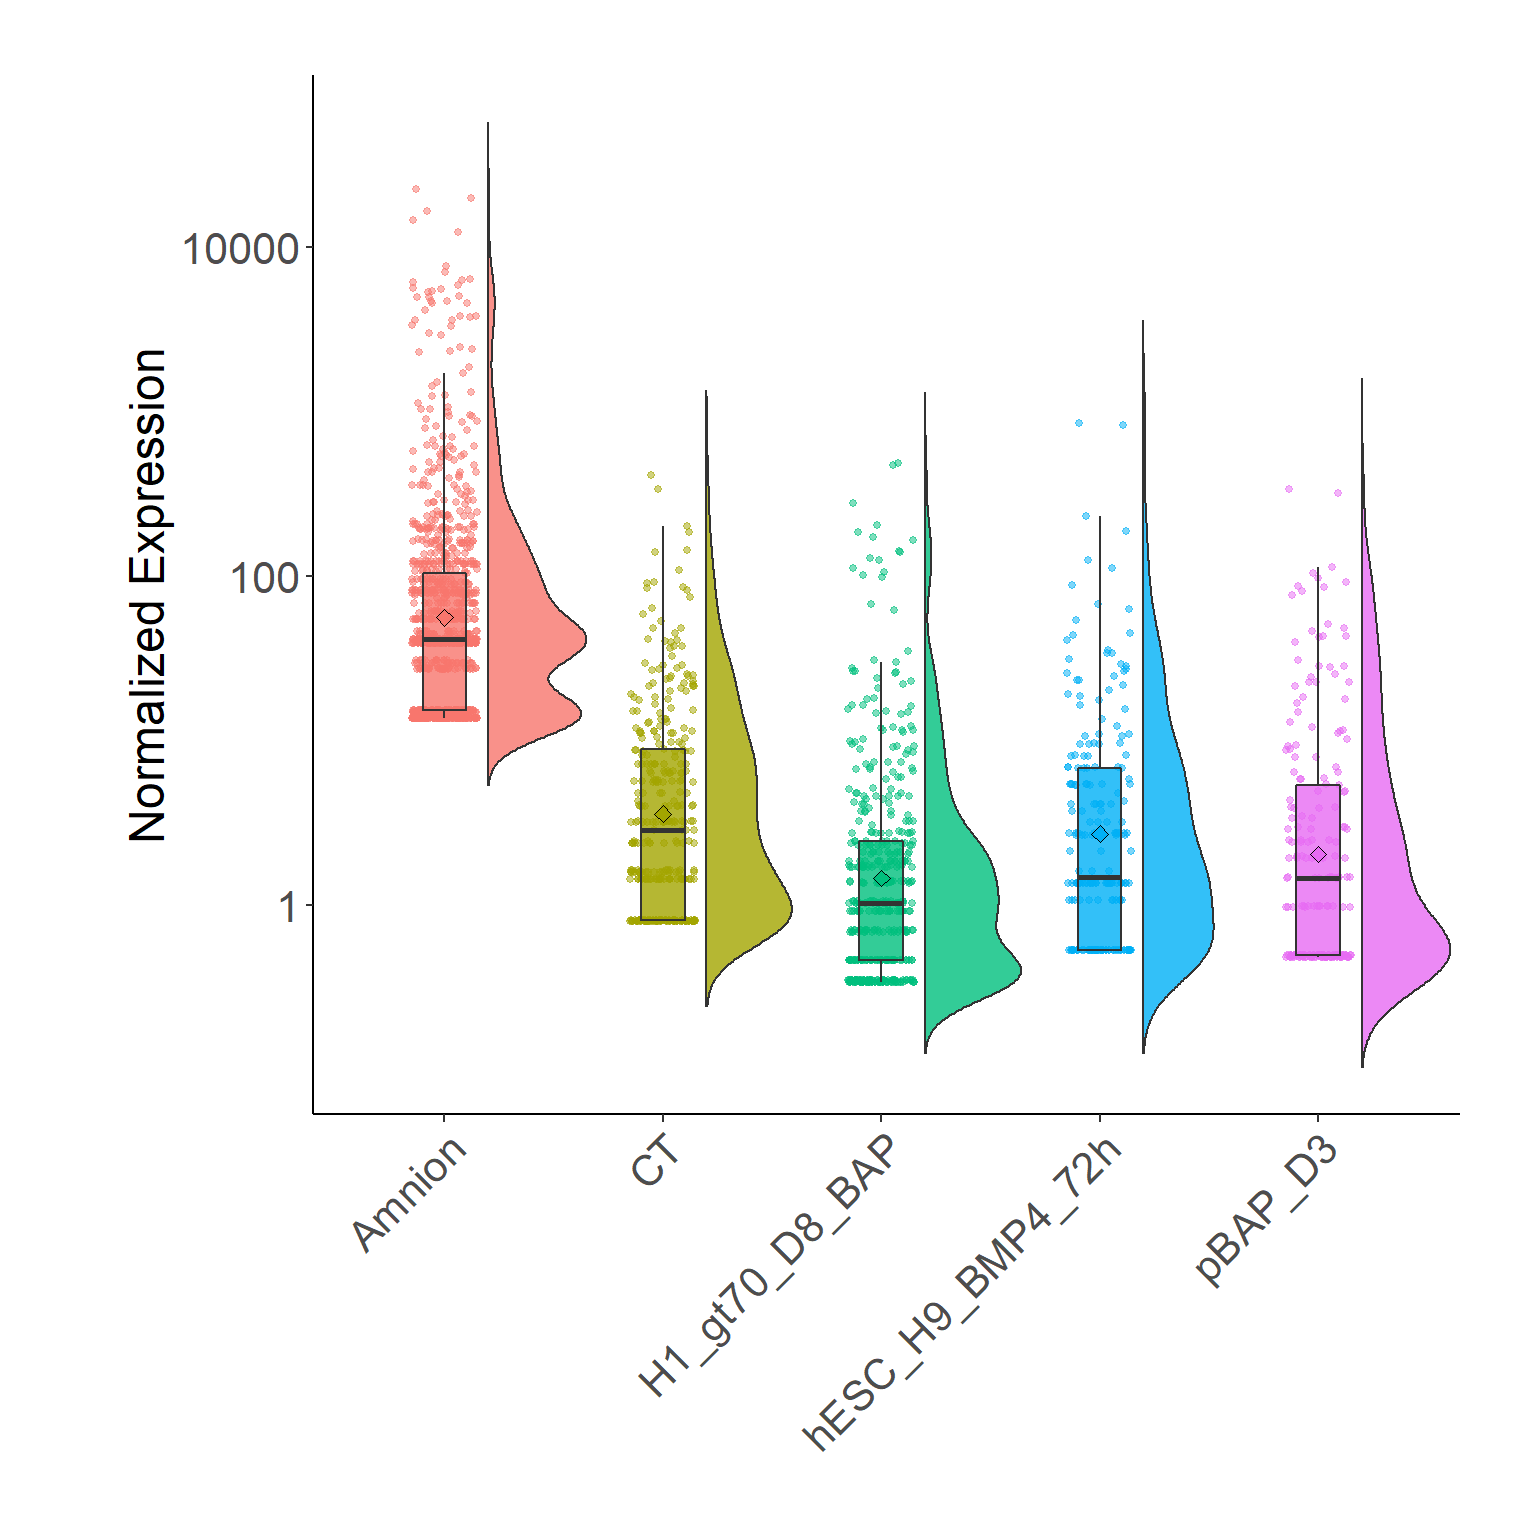 Normalized Expression
10000
100
1
Amnion
CT
H1_gt70_D8_BAP
hESC_H9_BMP4_72h
pBAP_D3